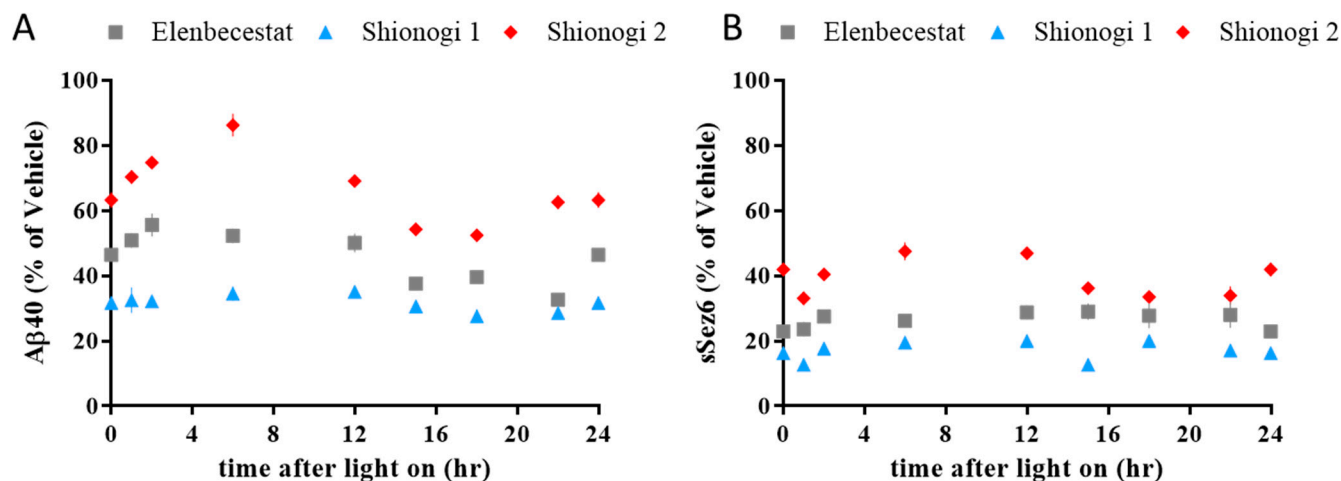 A
Elenbecestat Shionogi 1 Shionogi 2
Aβ40 (% of Vehicle)
100
80
60
40
20
0
0 4 8 12 16 20 24
time after light on (hr)
B
Elenbecestat Shionogi 1 Shionogi 2
sSez6 (% of Vehicle)
100
80
60
40
20
0
0 4 8 12 16 20 24
time after light on (hr)